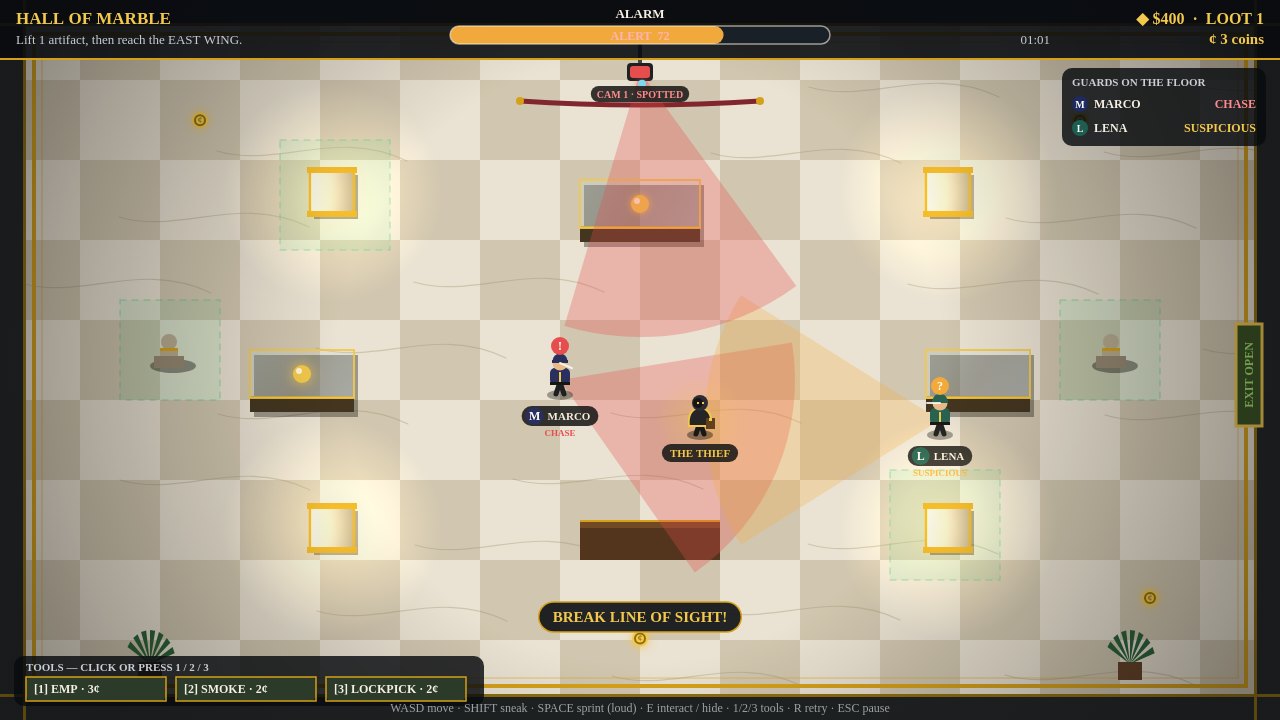 HALL OF MARBLE
Lift 1 artifact, then reach the EAST WING.
ALARM
ALERT 72
01:01
◆ $400 · LOOT 1
¢ 3 coins
CAM 1 · SPOTTED
GUARDS ON THE FLOOR
M MARCO CHASE
L LENA SUSPICIOUS
¢
!
M MARCO
CHASE
THE THIEF
?
L LENA
SUSPICIOUS
EXIT OPEN
BREAK LINE OF SIGHT!
¢
¢
TOOLS — CLICK OR PRESS 1 / 2 / 3
[1] EMP · 3¢
[2] SMOKE · 2¢
[3] LOCKPICK · 2¢
WASD move · SHIFT sneak · SPACE sprint (loud) · E interact / hide · 1/2/3 tools · R retry · ESC pause